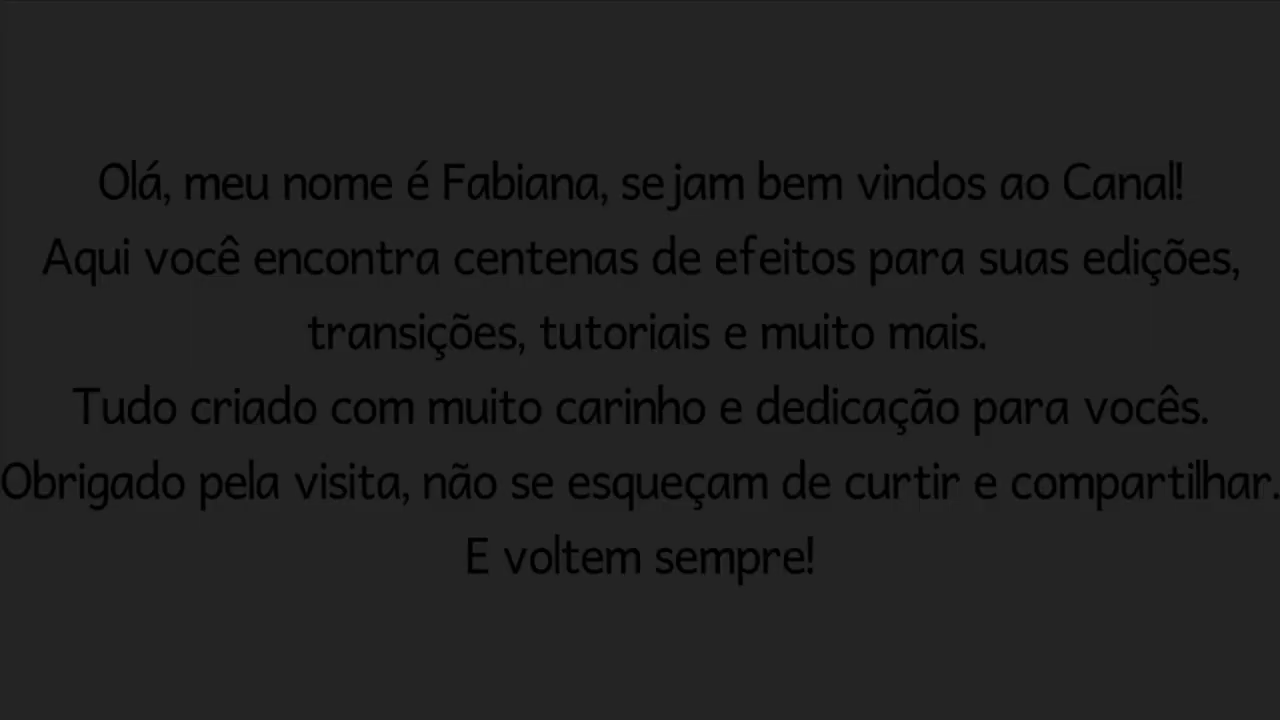 Olá, meu nome é Fabiana, sejam bem vindos ao Canal!
Aqui você encontra centenas de efeitos para suas edições,
transições, tutoriais e muito mais.
Tudo criado com muito carinho e dedicação para vocês.
Obrigado pela visita, não se esqueçam de curtir e compartilhar.
E voltem sempre!